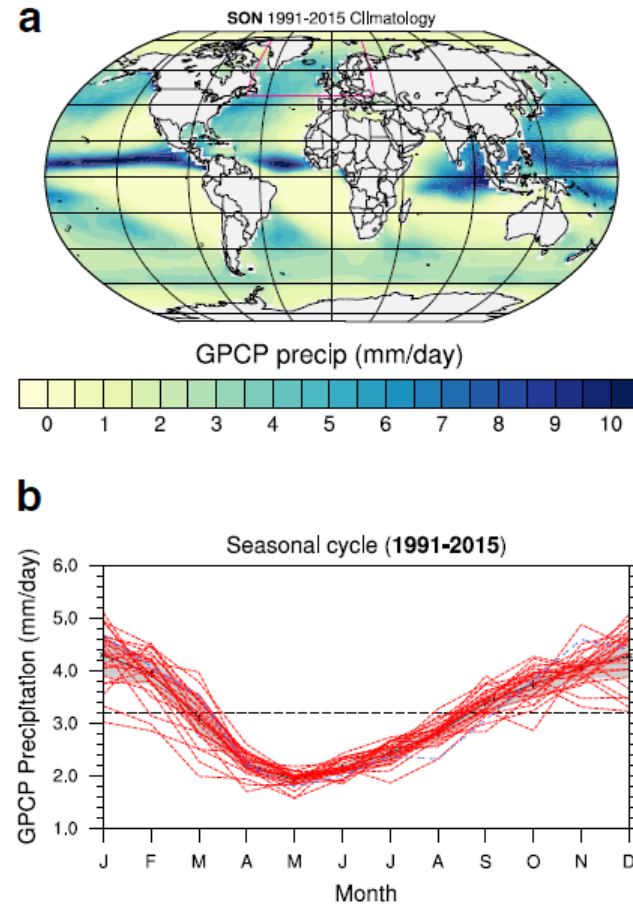 a
SON 1991-2015 Climatology
GPCP precip (mm/day)
0 1 2 3 4 5 6 7 8 9 10
b
Seasonal cycle (1991-2015)
GPCP Precipitation (mm/day)
6.0
5.0
4.0
3.0
2.0
1.0
J F M A M J J A S O N D
Month